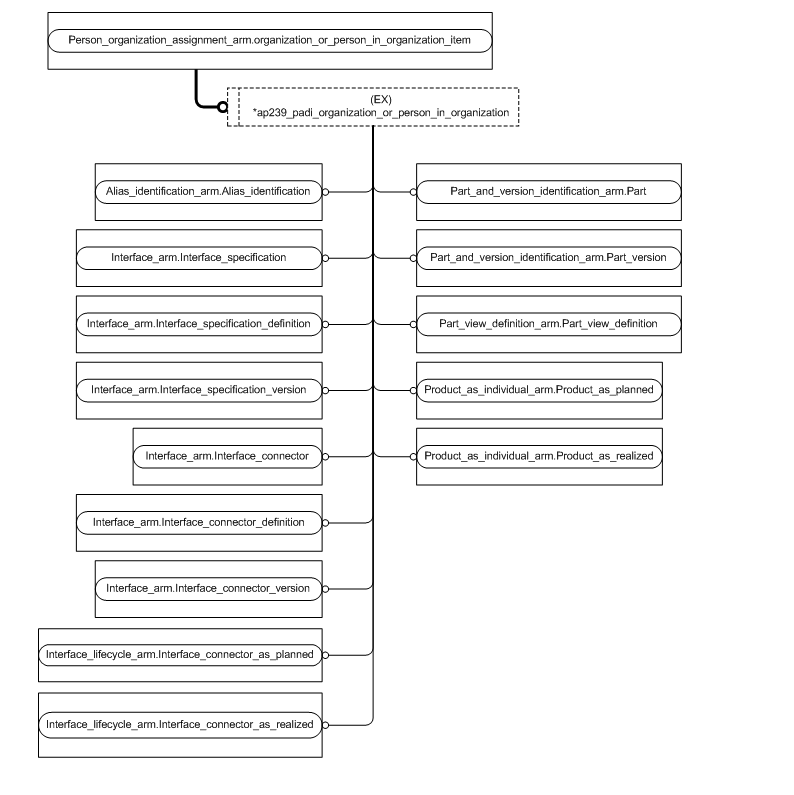 Person_organization_assignment_arm.organization_or_person_in_organization_item
(EX)
*ap239_padi_organization_or_person_in_organization
Alias_identification_arm.Alias_identification
Part_and_version_identification_arm.Part
Interface_arm.Interface_specification
Part_and_version_identification_arm.Part_version
Interface_arm.Interface_specification_definition
Part_view_definition_arm.Part_view_definition
Interface_arm.Interface_specification_version
Product_as_individual_arm.Product_as_planned
Interface_arm.Interface_connector
Product_as_individual_arm.Product_as_realized
Interface_arm.Interface_connector_definition
Interface_arm.Interface_connector_version
Interface_lifecycle_arm.Interface_connector_as_planned
Interface_lifecycle_arm.Interface_connector_as_realized